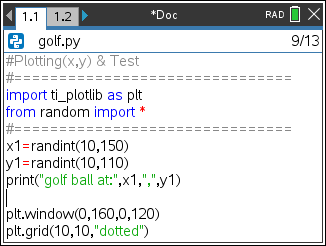 1.1 1.2 *Doc RAD
golf.py 9/13
#Plotting(x,y) & Test
#================================
import ti_plotlib as plt
from random import *
#================================
x1=randint(10,150)
y1=randint(10,110)
print("golf ball at:",x1,",",y1)
plt.window(0,160,0,120)
plt.grid(10,10,"dotted")